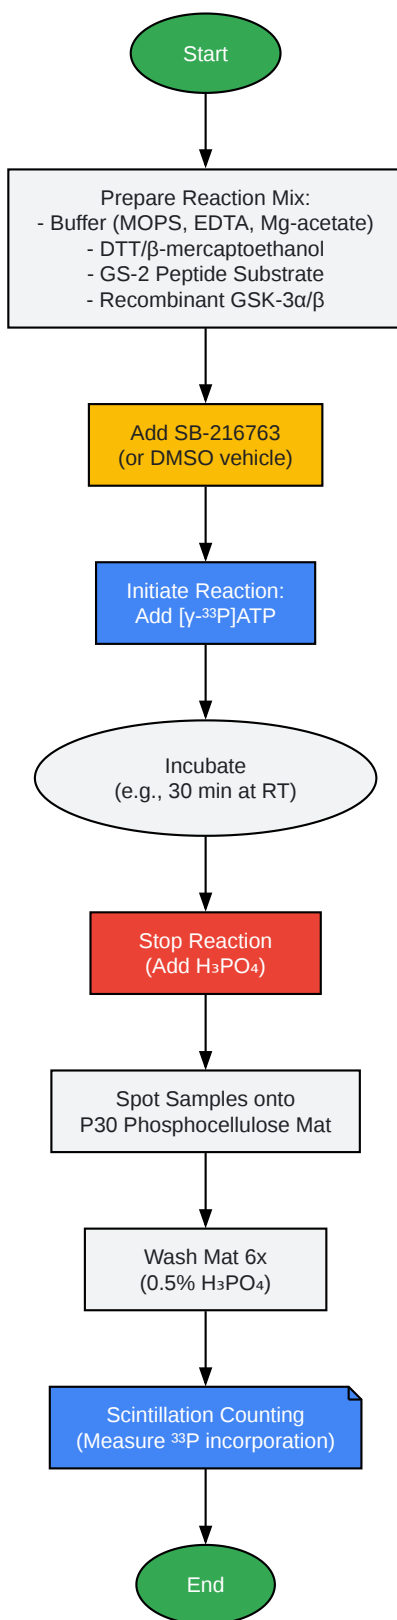 Start
Prepare Reaction Mix:
- Buffer (MOPS, EDTA, Mg-acetate)
- DTT/β-mercaptoethanol
- GS-2 Peptide Substrate
- Recombinant GSK-3α/β
Add SB-216763
(or DMSO vehicle)
Initiate Reaction:
Add [γ-³³P]ATP
Incubate
(e.g., 30 min at RT)
Stop Reaction
(Add H₃PO₄)
Spot Samples onto
P30 Phosphocellulose Mat
Wash Mat 6x
(0.5% H₃PO₄)
Scintillation Counting
(Measure ³³P incorporation)
End